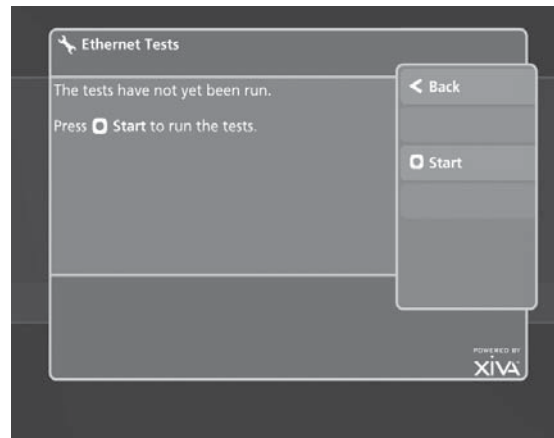 Ethernet Tests
The tests have not yet been run.
Press Start to run the tests.
Back
Start
POWERED BY
XIVA